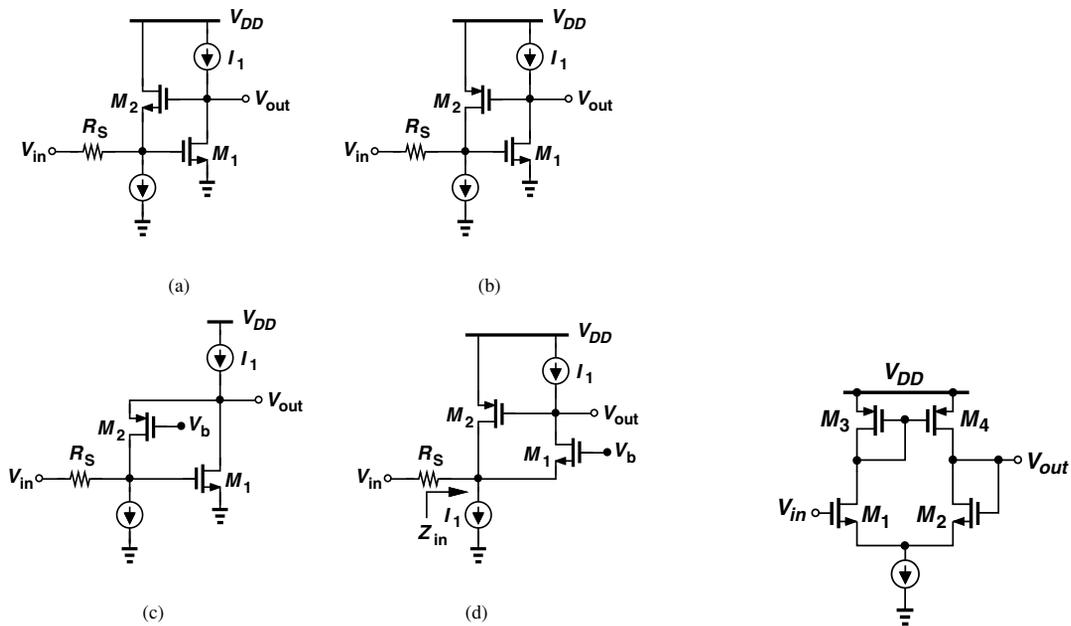 V_DD
I_1
M_2
V_out
R_S
V_in
M_1
(a)
V_DD
I_1
M_2
V_out
R_S
V_in
M_1
(b)
V_DD
I_1
V_out
M_2
V_b
R_S
V_in
M_1
(c)
V_DD
I_1
M_2
V_out
M_1
V_b
R_S
V_in
I_1
Z_in
(d)
V_DD
M_3
M_4
V_out
V_in
M_1
M_2